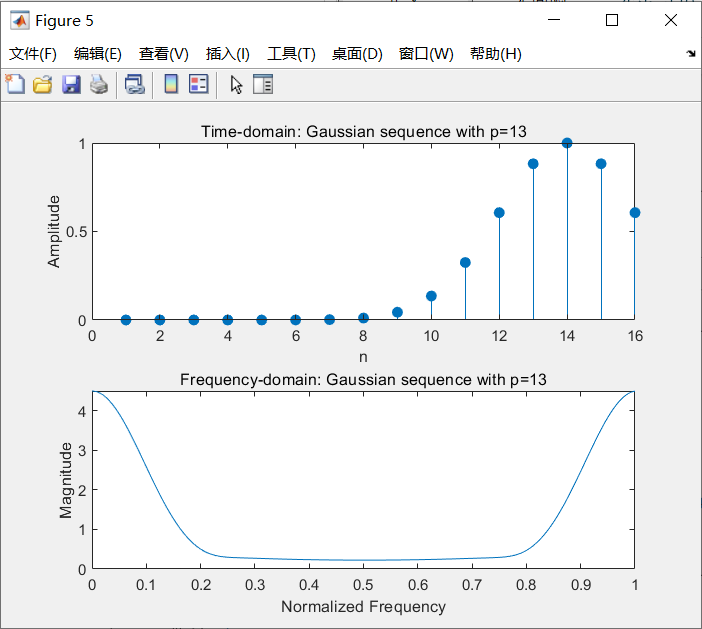 Figure 5
文件(F) 编辑(E) 查看(V) 插入(I) 工具(T) 桌面(D) 窗口(W) 帮助(H)
Time-domain: Gaussian sequence with p=13
Amplitude
1
0.5
0
0 2 4 6 8 10 12 14 16
n
Frequency-domain: Gaussian sequence with p=13
Magnitude
4
3
2
1
0
0 0.1 0.2 0.3 0.4 0.5 0.6 0.7 0.8 0.9 1
Normalized Frequency